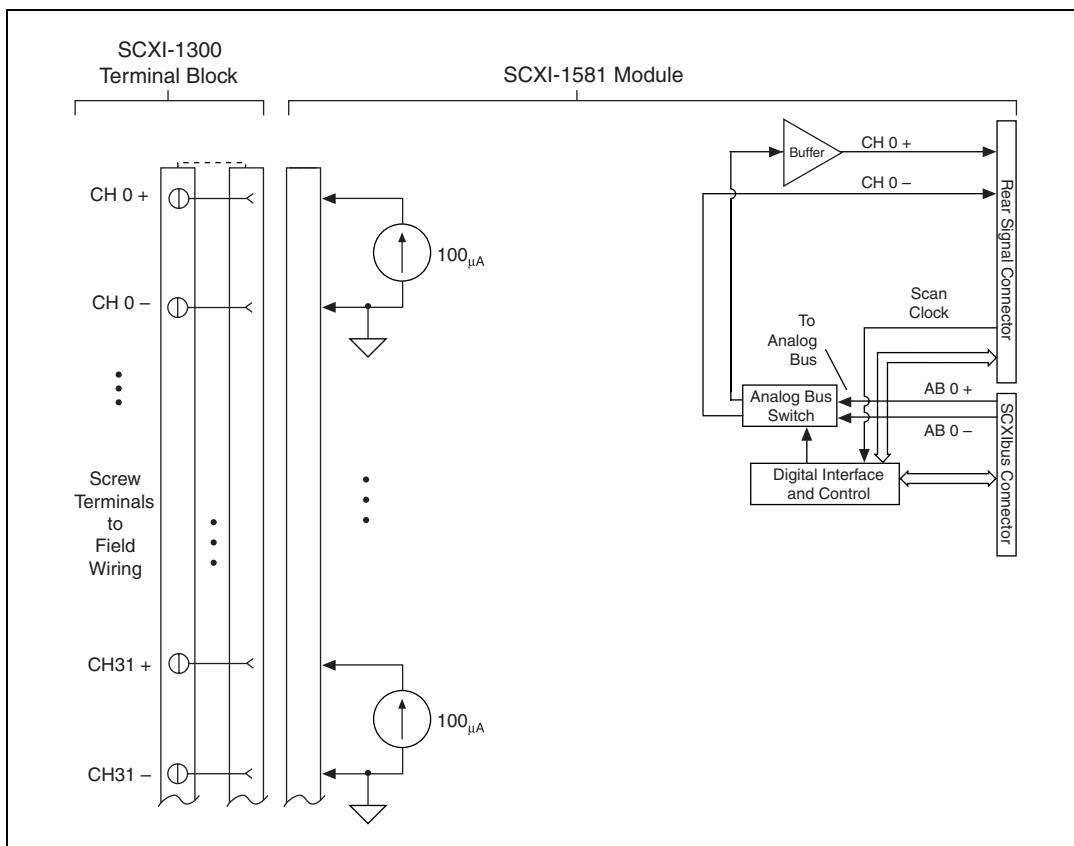 SCXI-1300
Terminal Block
SCXI-1581 Module
CH 0 +
CH 0 –
100µA
Screw
Terminals
to
Field
Wiring
CH31 +
CH31 –
100µA
Buffer
CH 0 +
CH 0 –
Rear Signal Connector
Scan
Clock
To
Analog
Bus
Analog Bus
Switch
AB 0 +
AB 0 –
Digital Interface
and Control
SCXIbus Connector